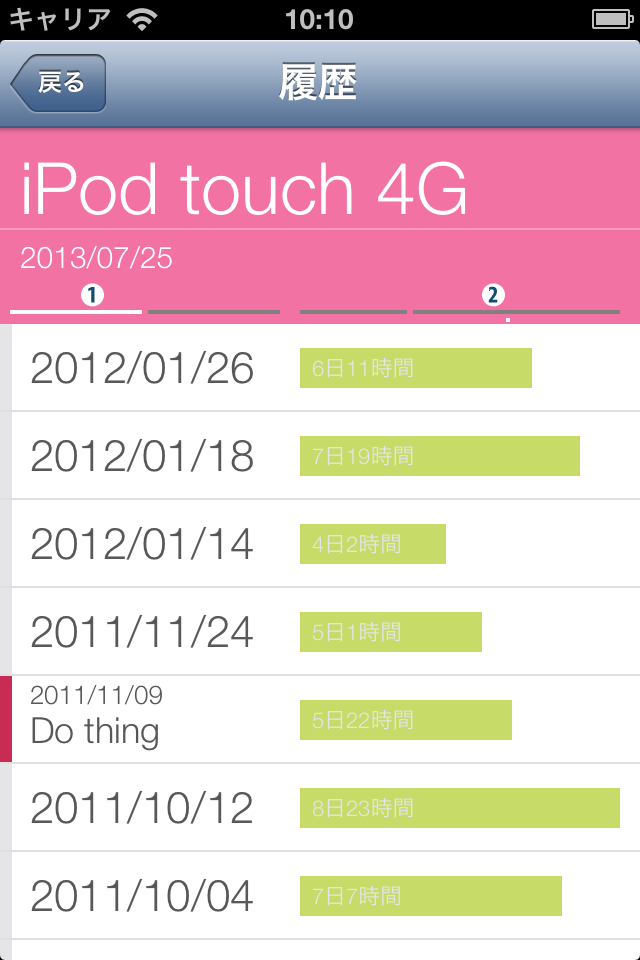 キャリア 10:10
戻る 履歴
iPod touch 4G
2013/07/25
1 2
2012/01/26 6日11時間
2012/01/18 7日19時間
2012/01/14 4日2時間
2011/11/24 5日1時間
2011/11/09
Do thing 5日22時間
2011/10/12 8日23時間
2011/10/04 7日7時間